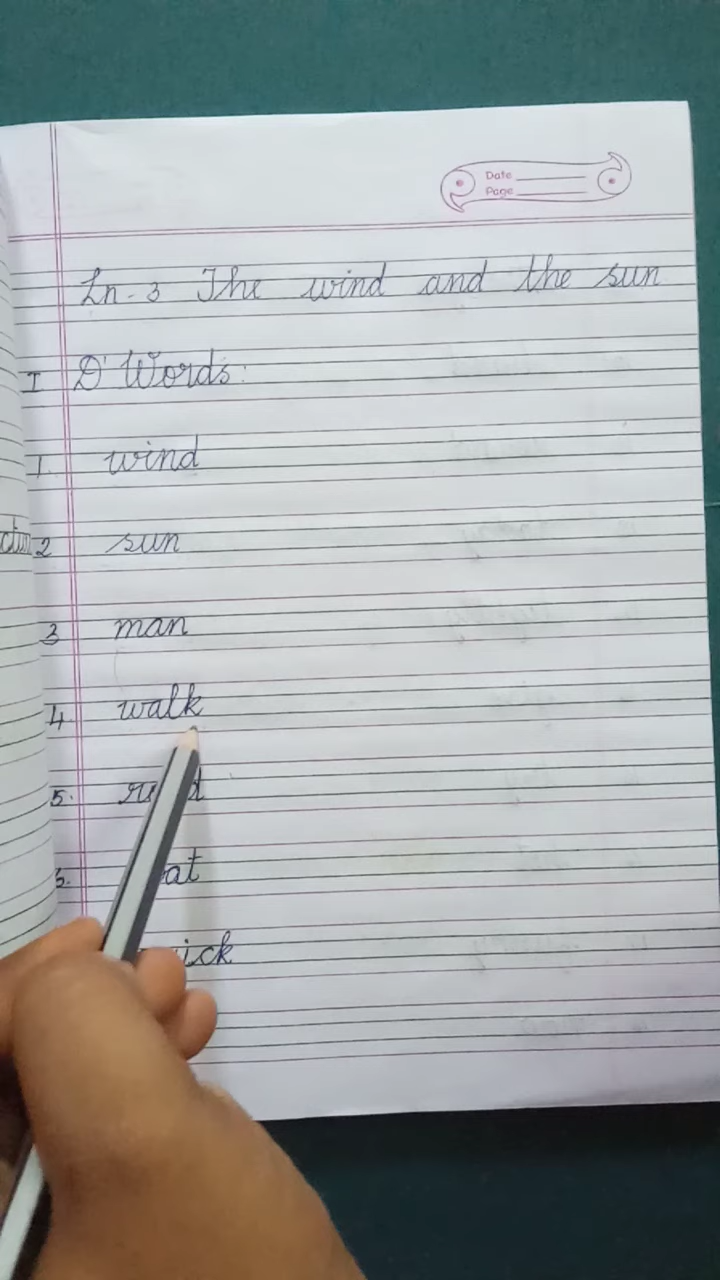 Date
Page
Ln-3 The wind and the sun
I D'Words:
1. wind
2 sun
3 man
4. walk
5.
6.